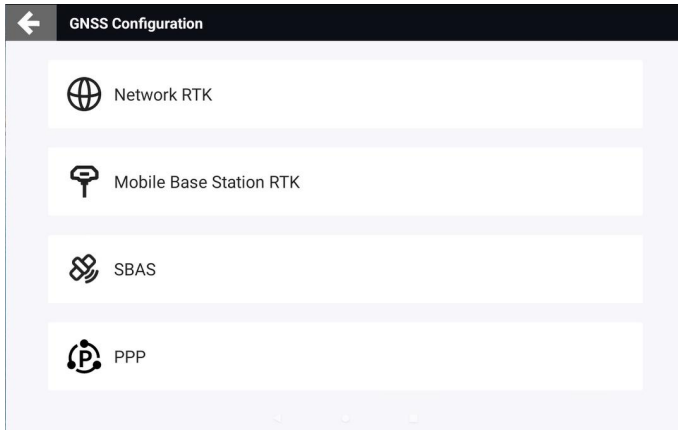 GNSS Configuration
Network RTK
Mobile Base Station RTK
SBAS
P PPP